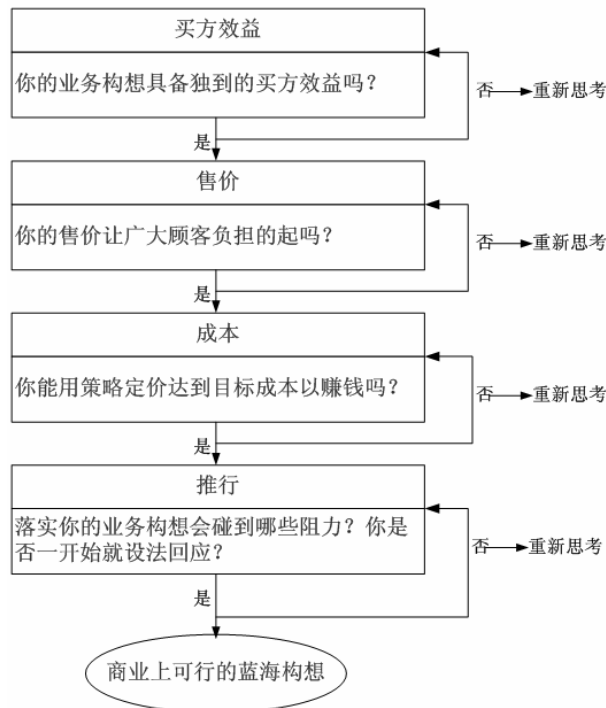 买方效益
你的业务构想具备独到的买方效益吗？
否
重新思考
是
售价
你的售价让广大顾客负担的起吗？
否
重新思考
是
成本
你能用策略定价达到目标成本以赚钱吗？
否
重新思考
是
推行
落实你的业务构想会碰到哪些阻力？你是
否一开始就设法回应？
否
重新思考
是
商业上可行的蓝海构想